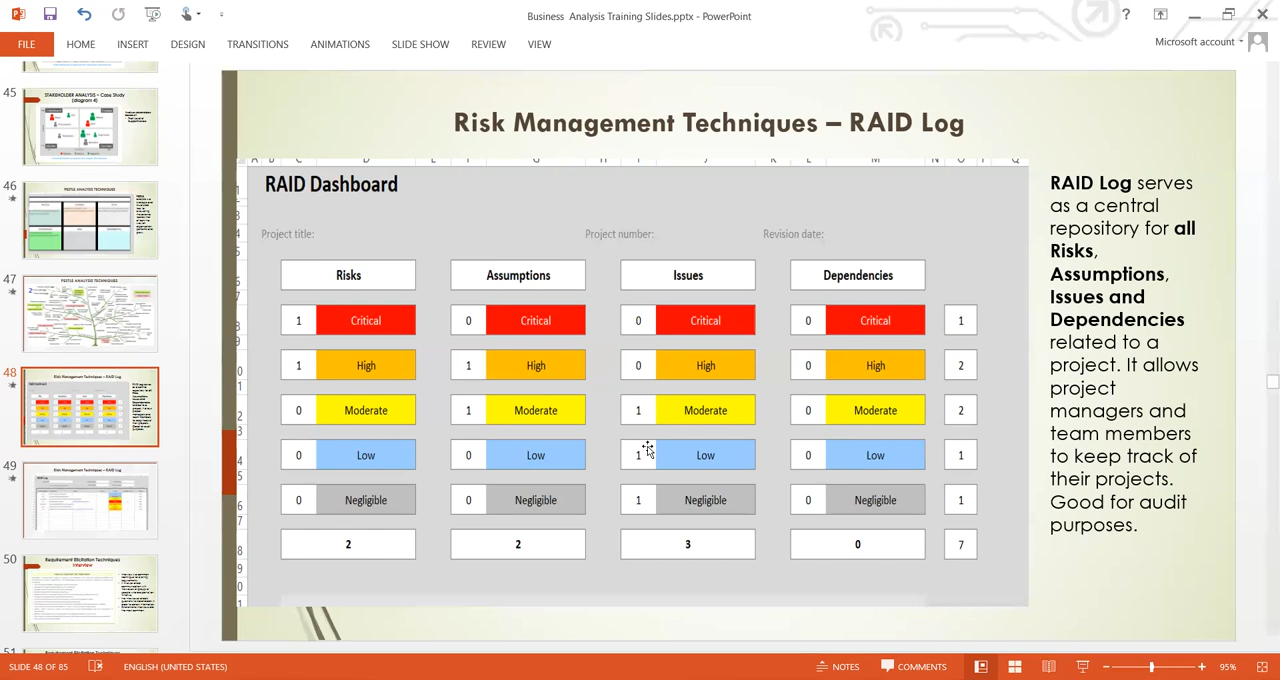 Business Analysis Training Slides.pptx - PowerPoint
?
Microsoft account
FILE HOME INSERT DESIGN TRANSITIONS ANIMATIONS SLIDE SHOW REVIEW VIEW
45
STAKEHOLDER ANALYSIS – Case Study
(diagram 4)
46
PESTLE ANALYSIS TECHNIQUES
47
PESTLE ANALYSIS TECHNIQUES
48
Risk Management Techniques – RAID Log
49
Risk Management Techniques – RAID Log
50
Requirement Elicitation Techniques
Interview
51
Risk Management Techniques – RAID Log
RAID Dashboard
Project title: Project number: Revision date:
Risks Assumptions Issues Dependencies
1 Critical 0 Critical 0 Critical 0 Critical 1
1 High 1 High 0 High 0 High 2
0 Moderate 1 Moderate 1 Moderate 0 Moderate 2
0 Low 0 Low 1 Low 0 Low 1
0 Negligible 0 Negligible 1 Negligible 0 Negligible 1
2 2 3 0 7
RAID Log serves
as a central
repository for all
Risks,
Assumptions,
Issues and
Dependencies
related to a
project. It allows
project
managers and
team members
to keep track of
their projects.
Good for audit
purposes.
SLIDE 48 OF 85 ENGLISH (UNITED STATES) NOTES COMMENTS 95%